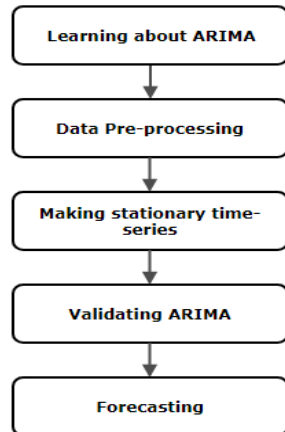 Learning about ARIMA
Data Pre-processing
Making stationary time-
series
Validating ARIMA
Forecasting